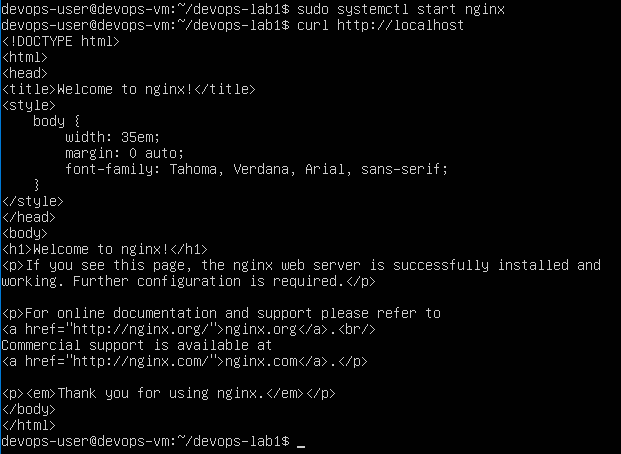 devops-user@devops-vm:~/devops-lab1$ sudo systemctl start nginx
devops-user@devops-vm:~/devops-lab1$ curl http://localhost
<!DOCTYPE html>
<html>
<head>
<title>Welcome to nginx!</title>
<style>
    body {
        width: 35em;
        margin: 0 auto;
        font-family: Tahoma, Verdana, Arial, sans-serif;
    }
</style>
</head>
<body>
<h1>Welcome to nginx!</h1>
<p>If you see this page, the nginx web server is successfully installed and
working. Further configuration is required.</p>

<p>For online documentation and support please refer to
<a href="http://nginx.org/">nginx.org</a>.<br/>
Commercial support is available at
<a href="http://nginx.com/">nginx.com</a>.</p>

<p><em>Thank you for using nginx.</em></p>
</body>
</html>
devops-user@devops-vm:~/devops-lab1$ _